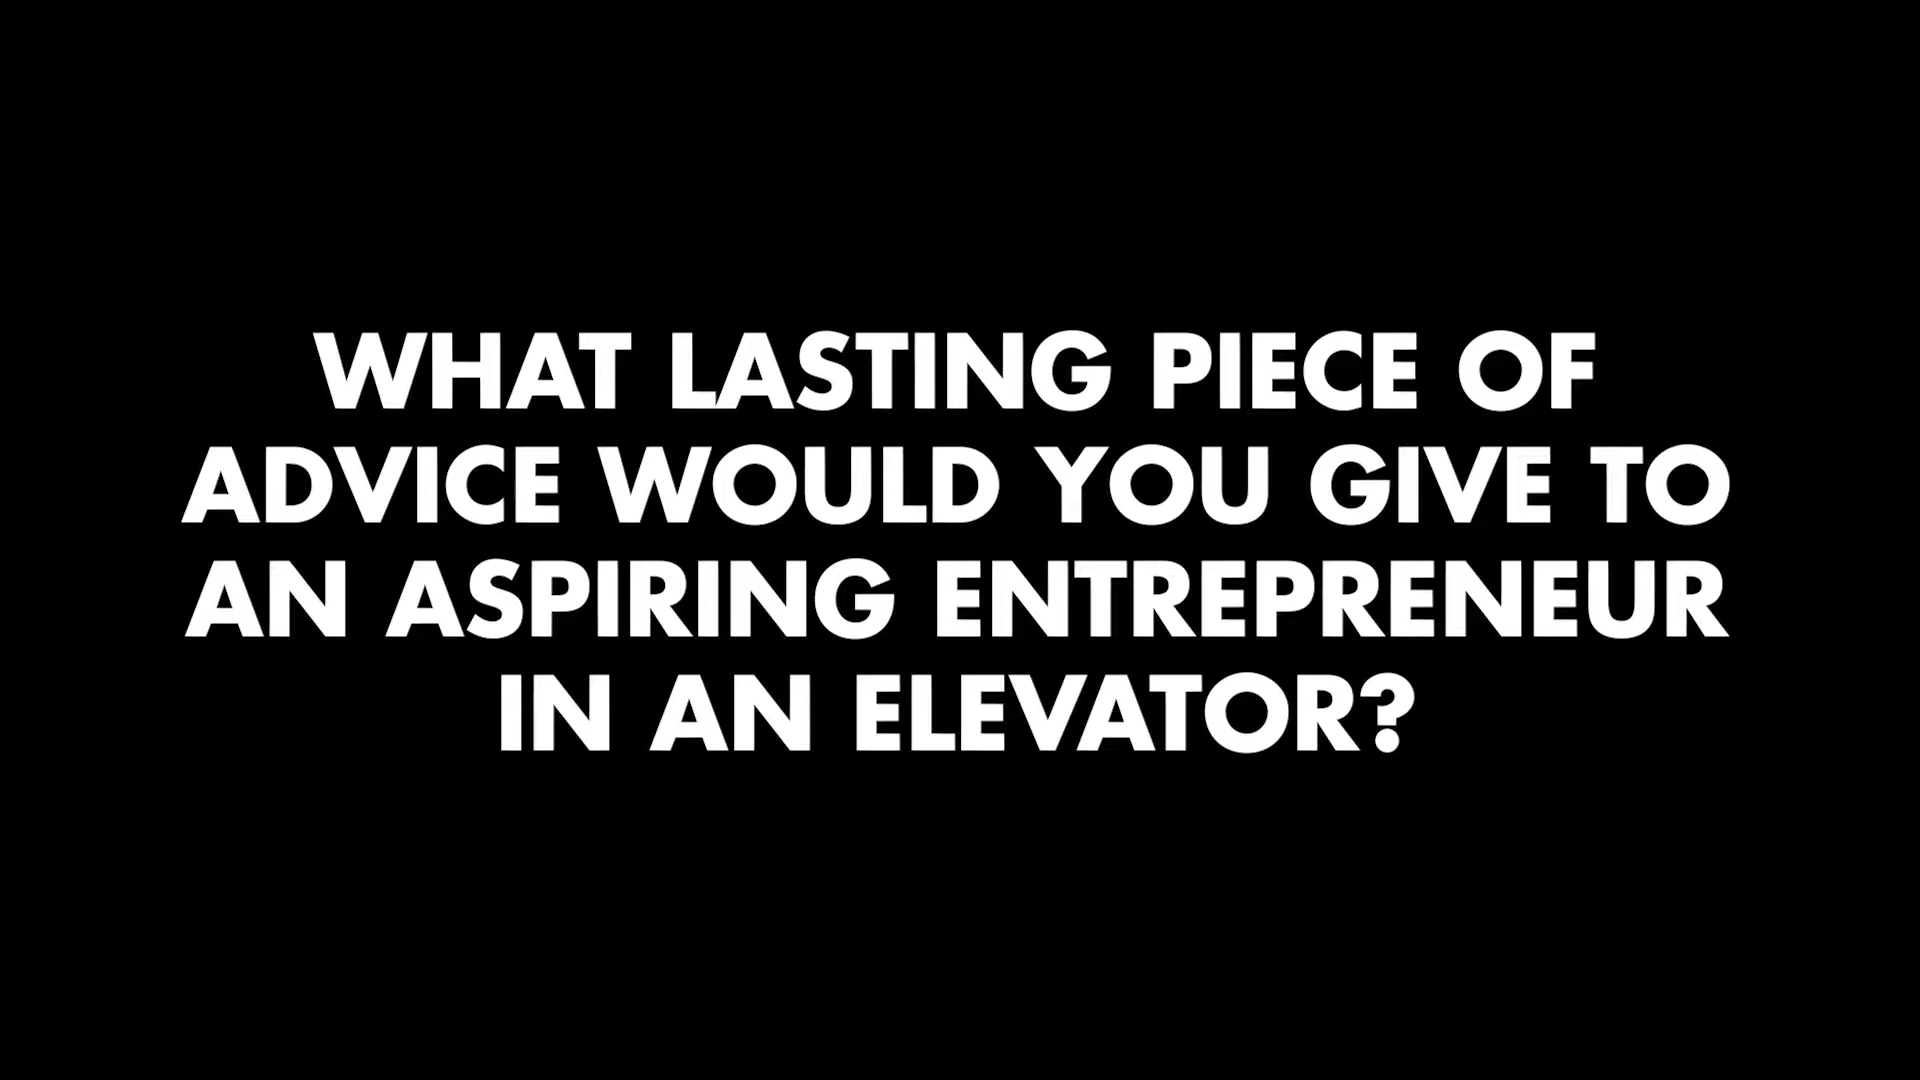 WHAT LASTING PIECE OF
ADVICE WOULD YOU GIVE TO
AN ASPIRING ENTREPRENEUR
IN AN ELEVATOR?